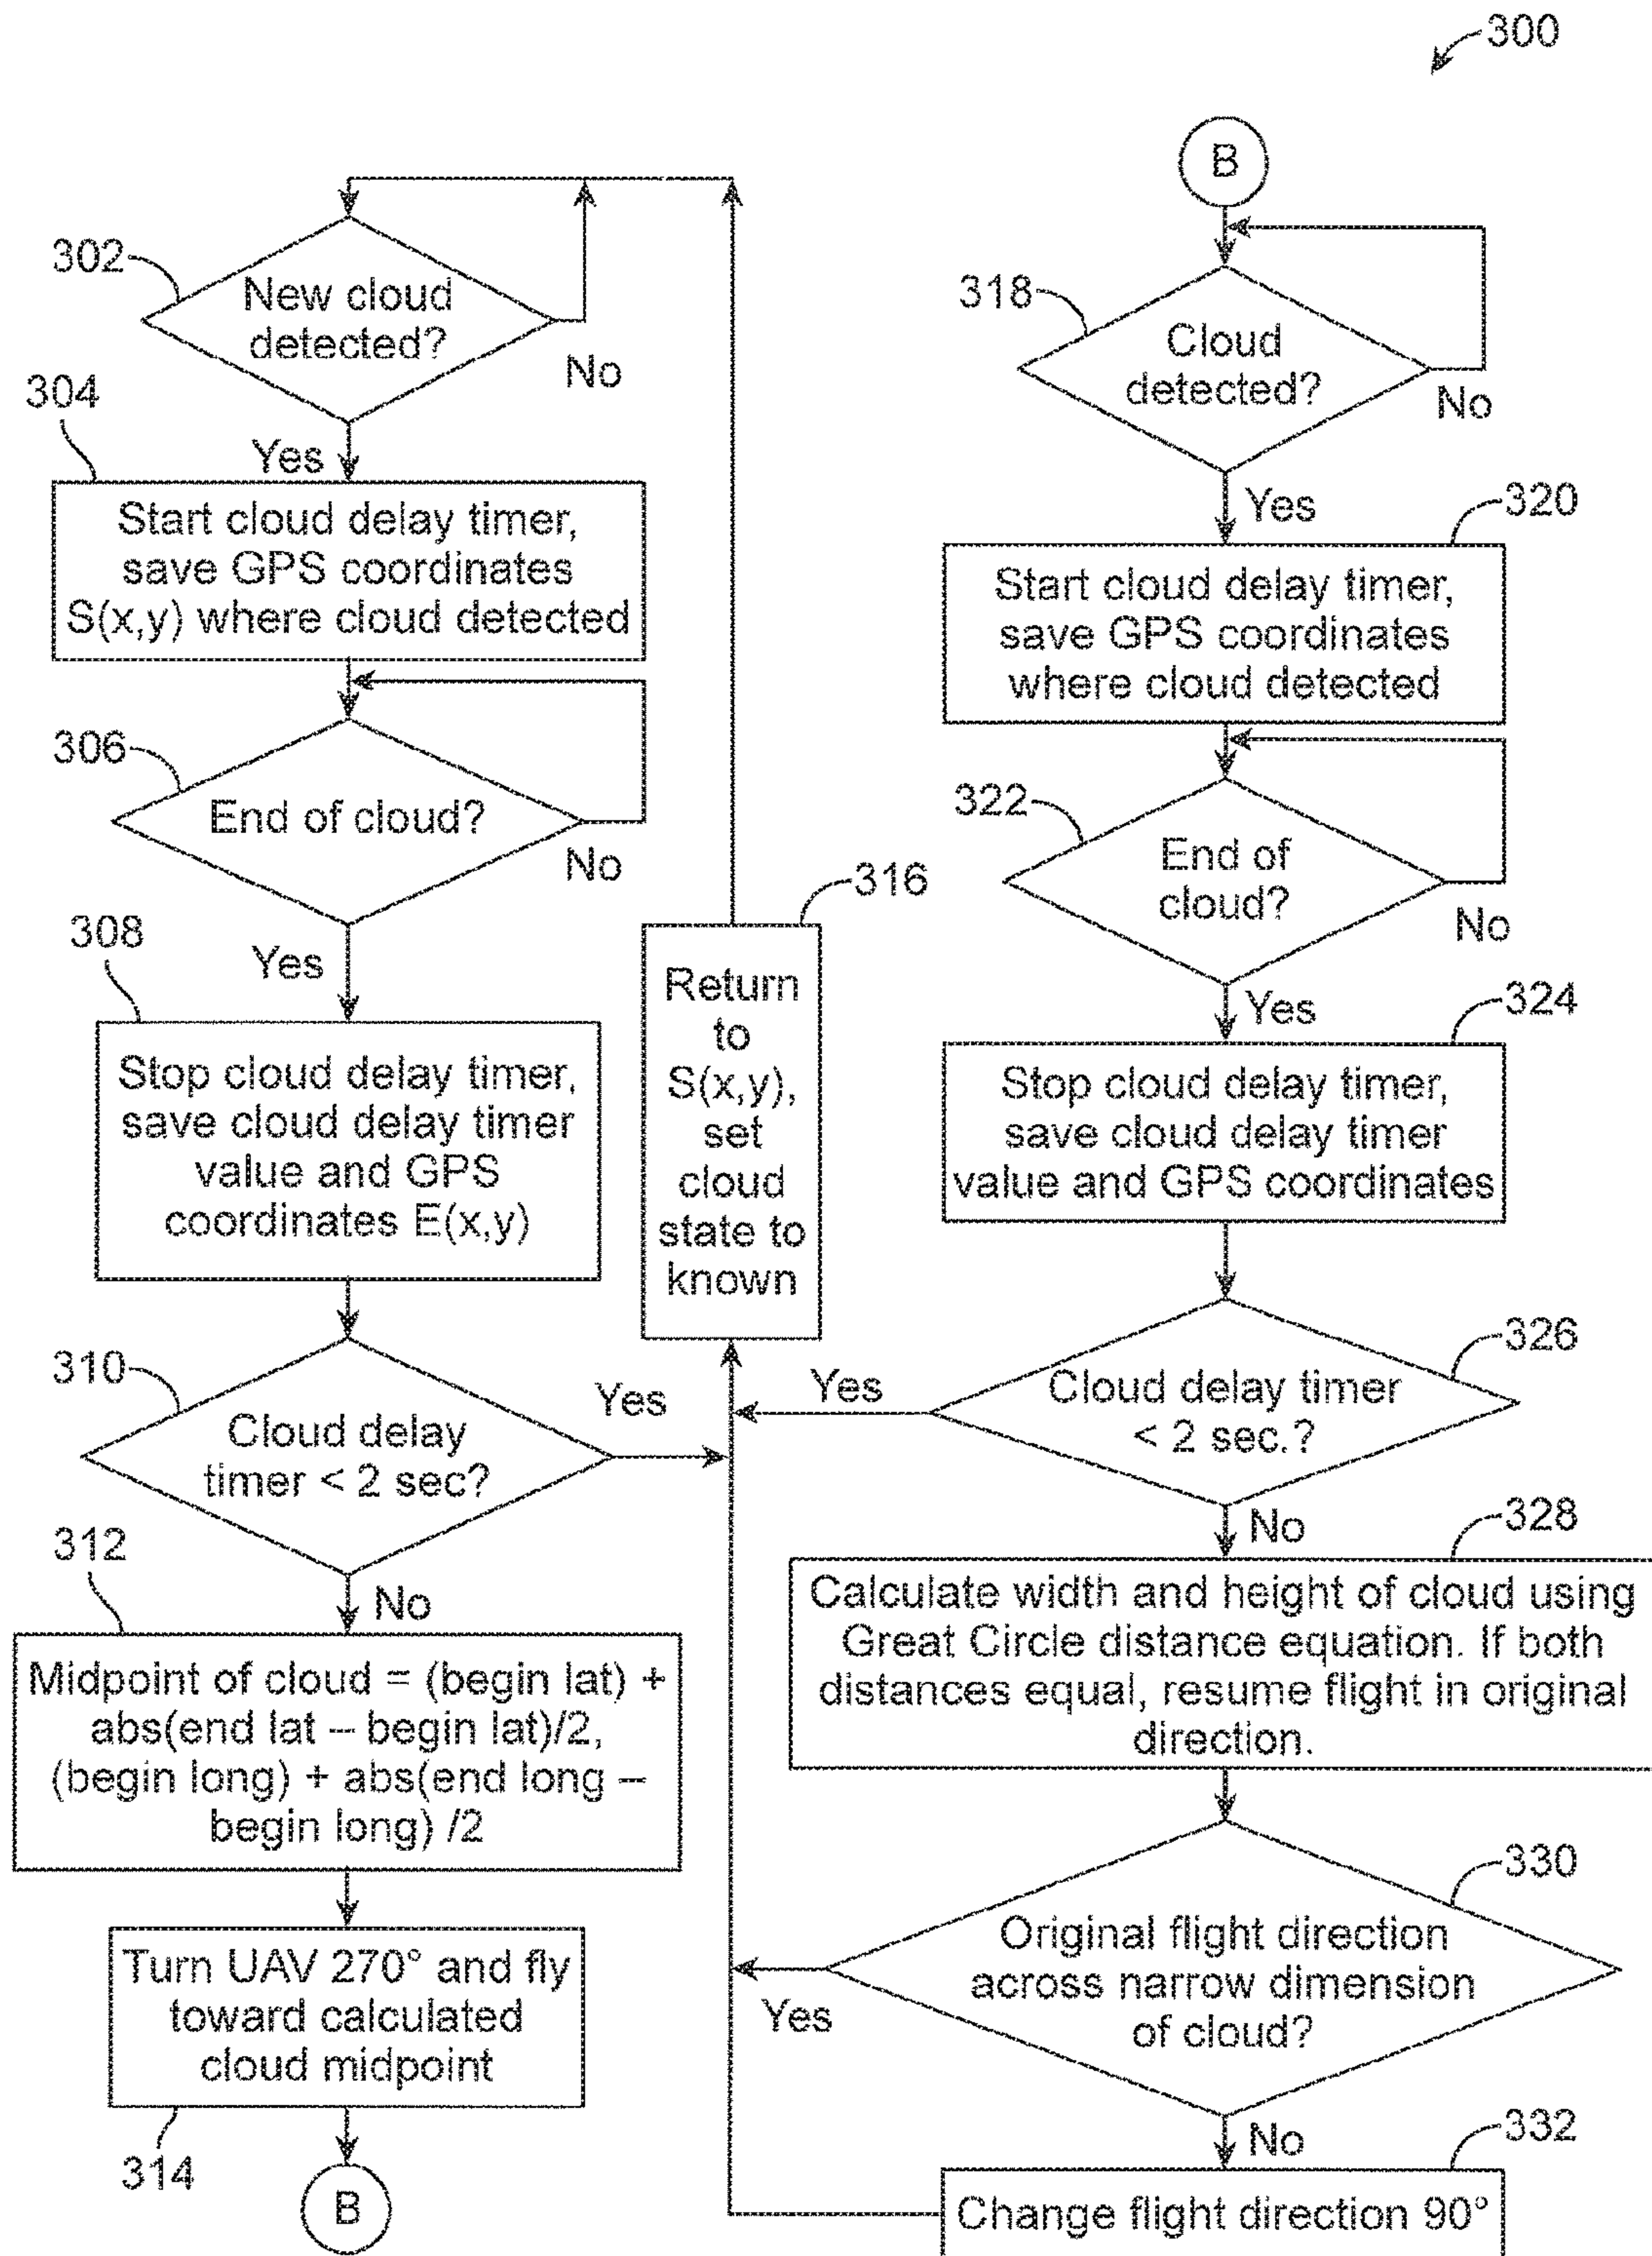 300
302
New cloud
detected?
No
Yes
304
Start cloud delay timer,
save GPS coordinates
S(x,y) where cloud detected
306
End of cloud?
No
Yes
308
Stop cloud delay timer,
save cloud delay timer
value and GPS
coordinates E(x,y)
310
Cloud delay
timer < 2 sec?
Yes
No
312
Midpoint of cloud = (begin lat) +
abs(end lat – begin lat)/2,
(begin long) + abs(end long –
begin long) /2
Turn UAV 270° and fly
toward calculated
cloud midpoint
314
B
316
Return
to
S(x,y),
set
cloud
state to
known
B
318
Cloud
detected?
No
Yes
320
Start cloud delay timer,
save GPS coordinates
where cloud detected
322
End of
cloud?
No
Yes
324
Stop cloud delay timer,
save cloud delay timer
value and GPS coordinates
326
Cloud delay timer
< 2 sec.?
Yes
No
328
Calculate width and height of cloud using
Great Circle distance equation. If both
distances equal, resume flight in original
direction.
330
Original flight direction
across narrow dimension
of cloud?
Yes
No
332
Change flight direction 90°